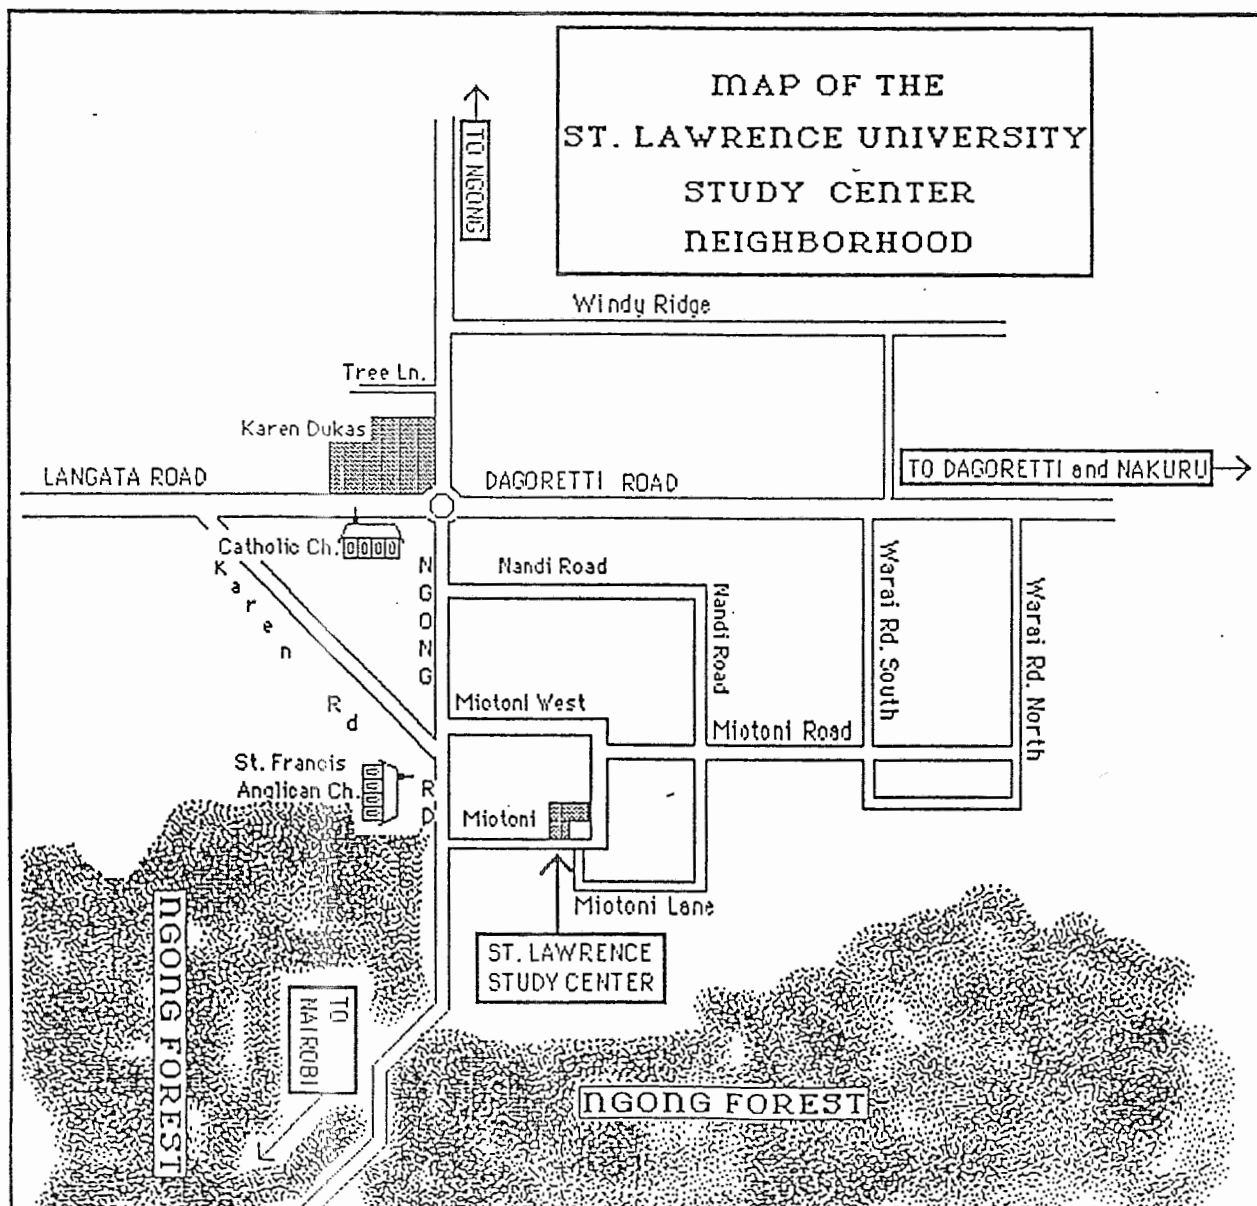 MAP OF THE
ST. LAWRENCE UNIVERSITY
STUDY CENTER
NEIGHBORHOOD
TO NGONG
Windy Ridge
Tree Ln.
Karen Dukas
LANGATA ROAD
DAGORETTI ROAD
TO DAGORETTI and NAKURU
Catholic Ch.
Karen Rd
NGONG RD
Nandi Road
Nandi Road
Warai Rd. South
Warai Rd. North
Miotoni West
Miotoni Road
St. Francis
Anglican Ch.
Miotoni
Miotoni Lane
ST. LAWRENCE
STUDY CENTER
NGONG FOREST
TO
NAIROBI
NGONG FOREST